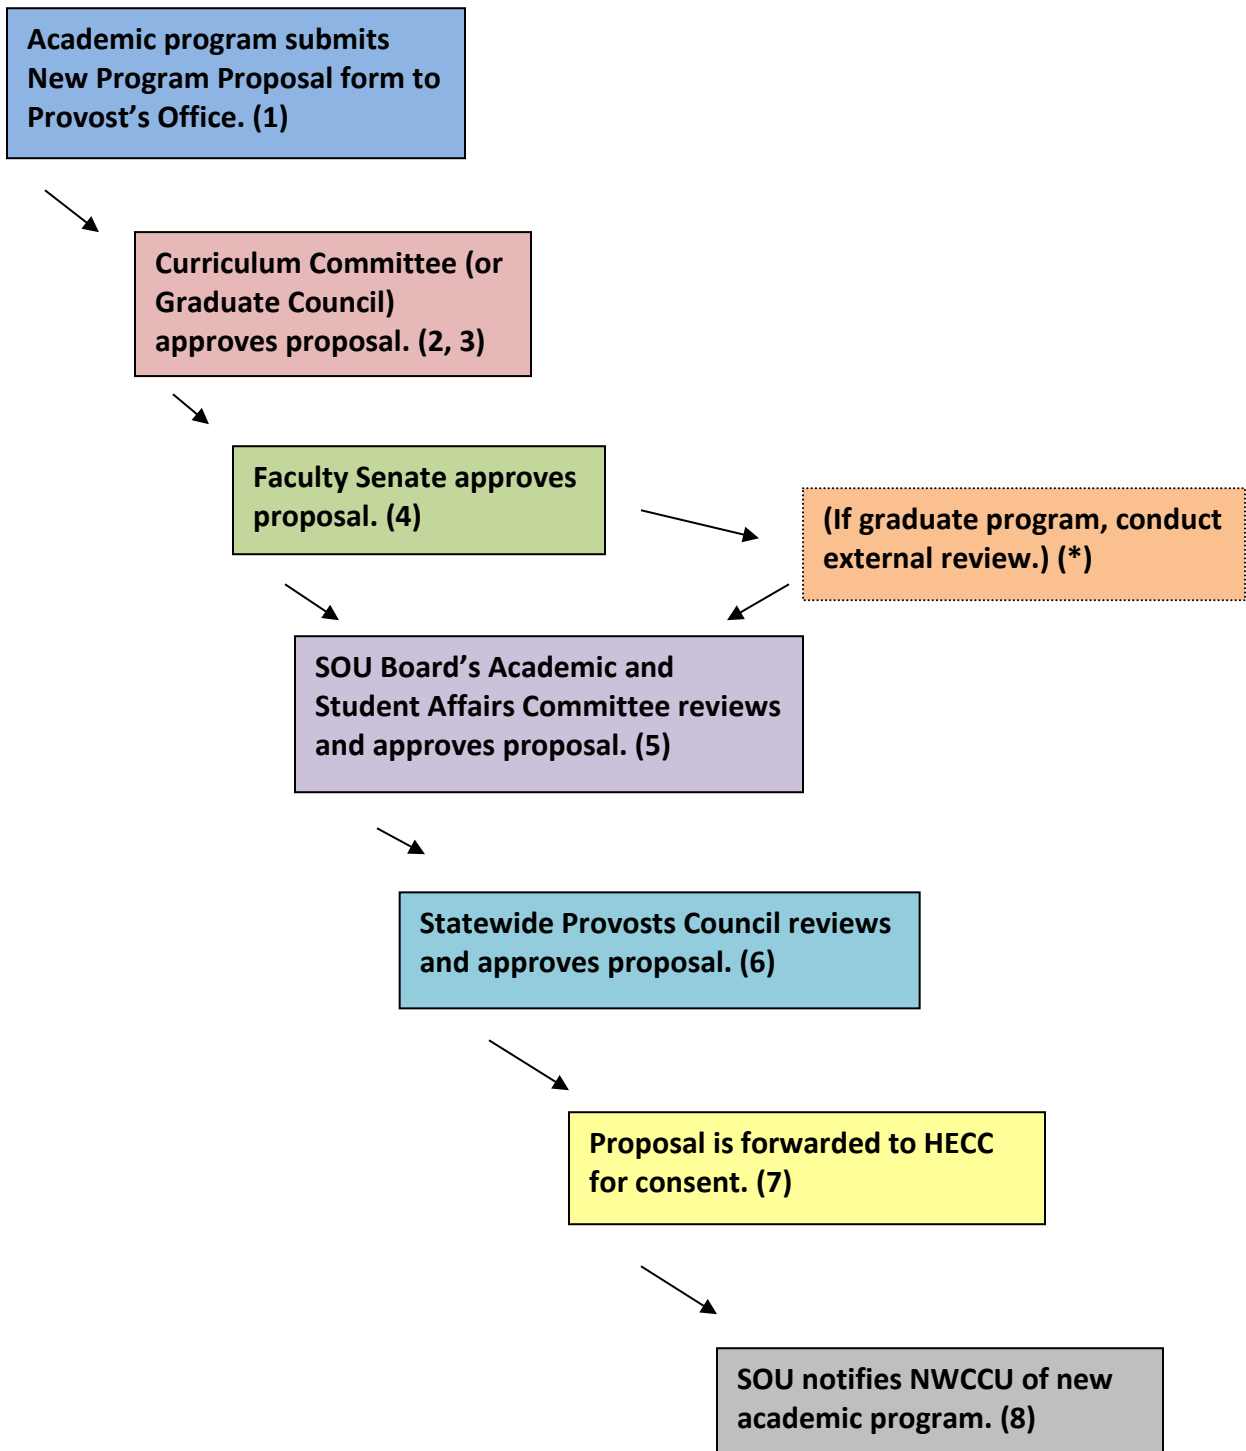 Academic program submits
New Program Proposal form to
Provost’s Office. (1)
Curriculum Committee (or
Graduate Council)
approves proposal. (2, 3)
Faculty Senate approves
proposal. (4)
(If graduate program, conduct
external review.) (*)
SOU Board’s Academic and
Student Affairs Committee reviews
and approves proposal. (5)
Statewide Provosts Council reviews
and approves proposal. (6)
Proposal is forwarded to HECC
for consent. (7)
SOU notifies NWCCU of new
academic program. (8)